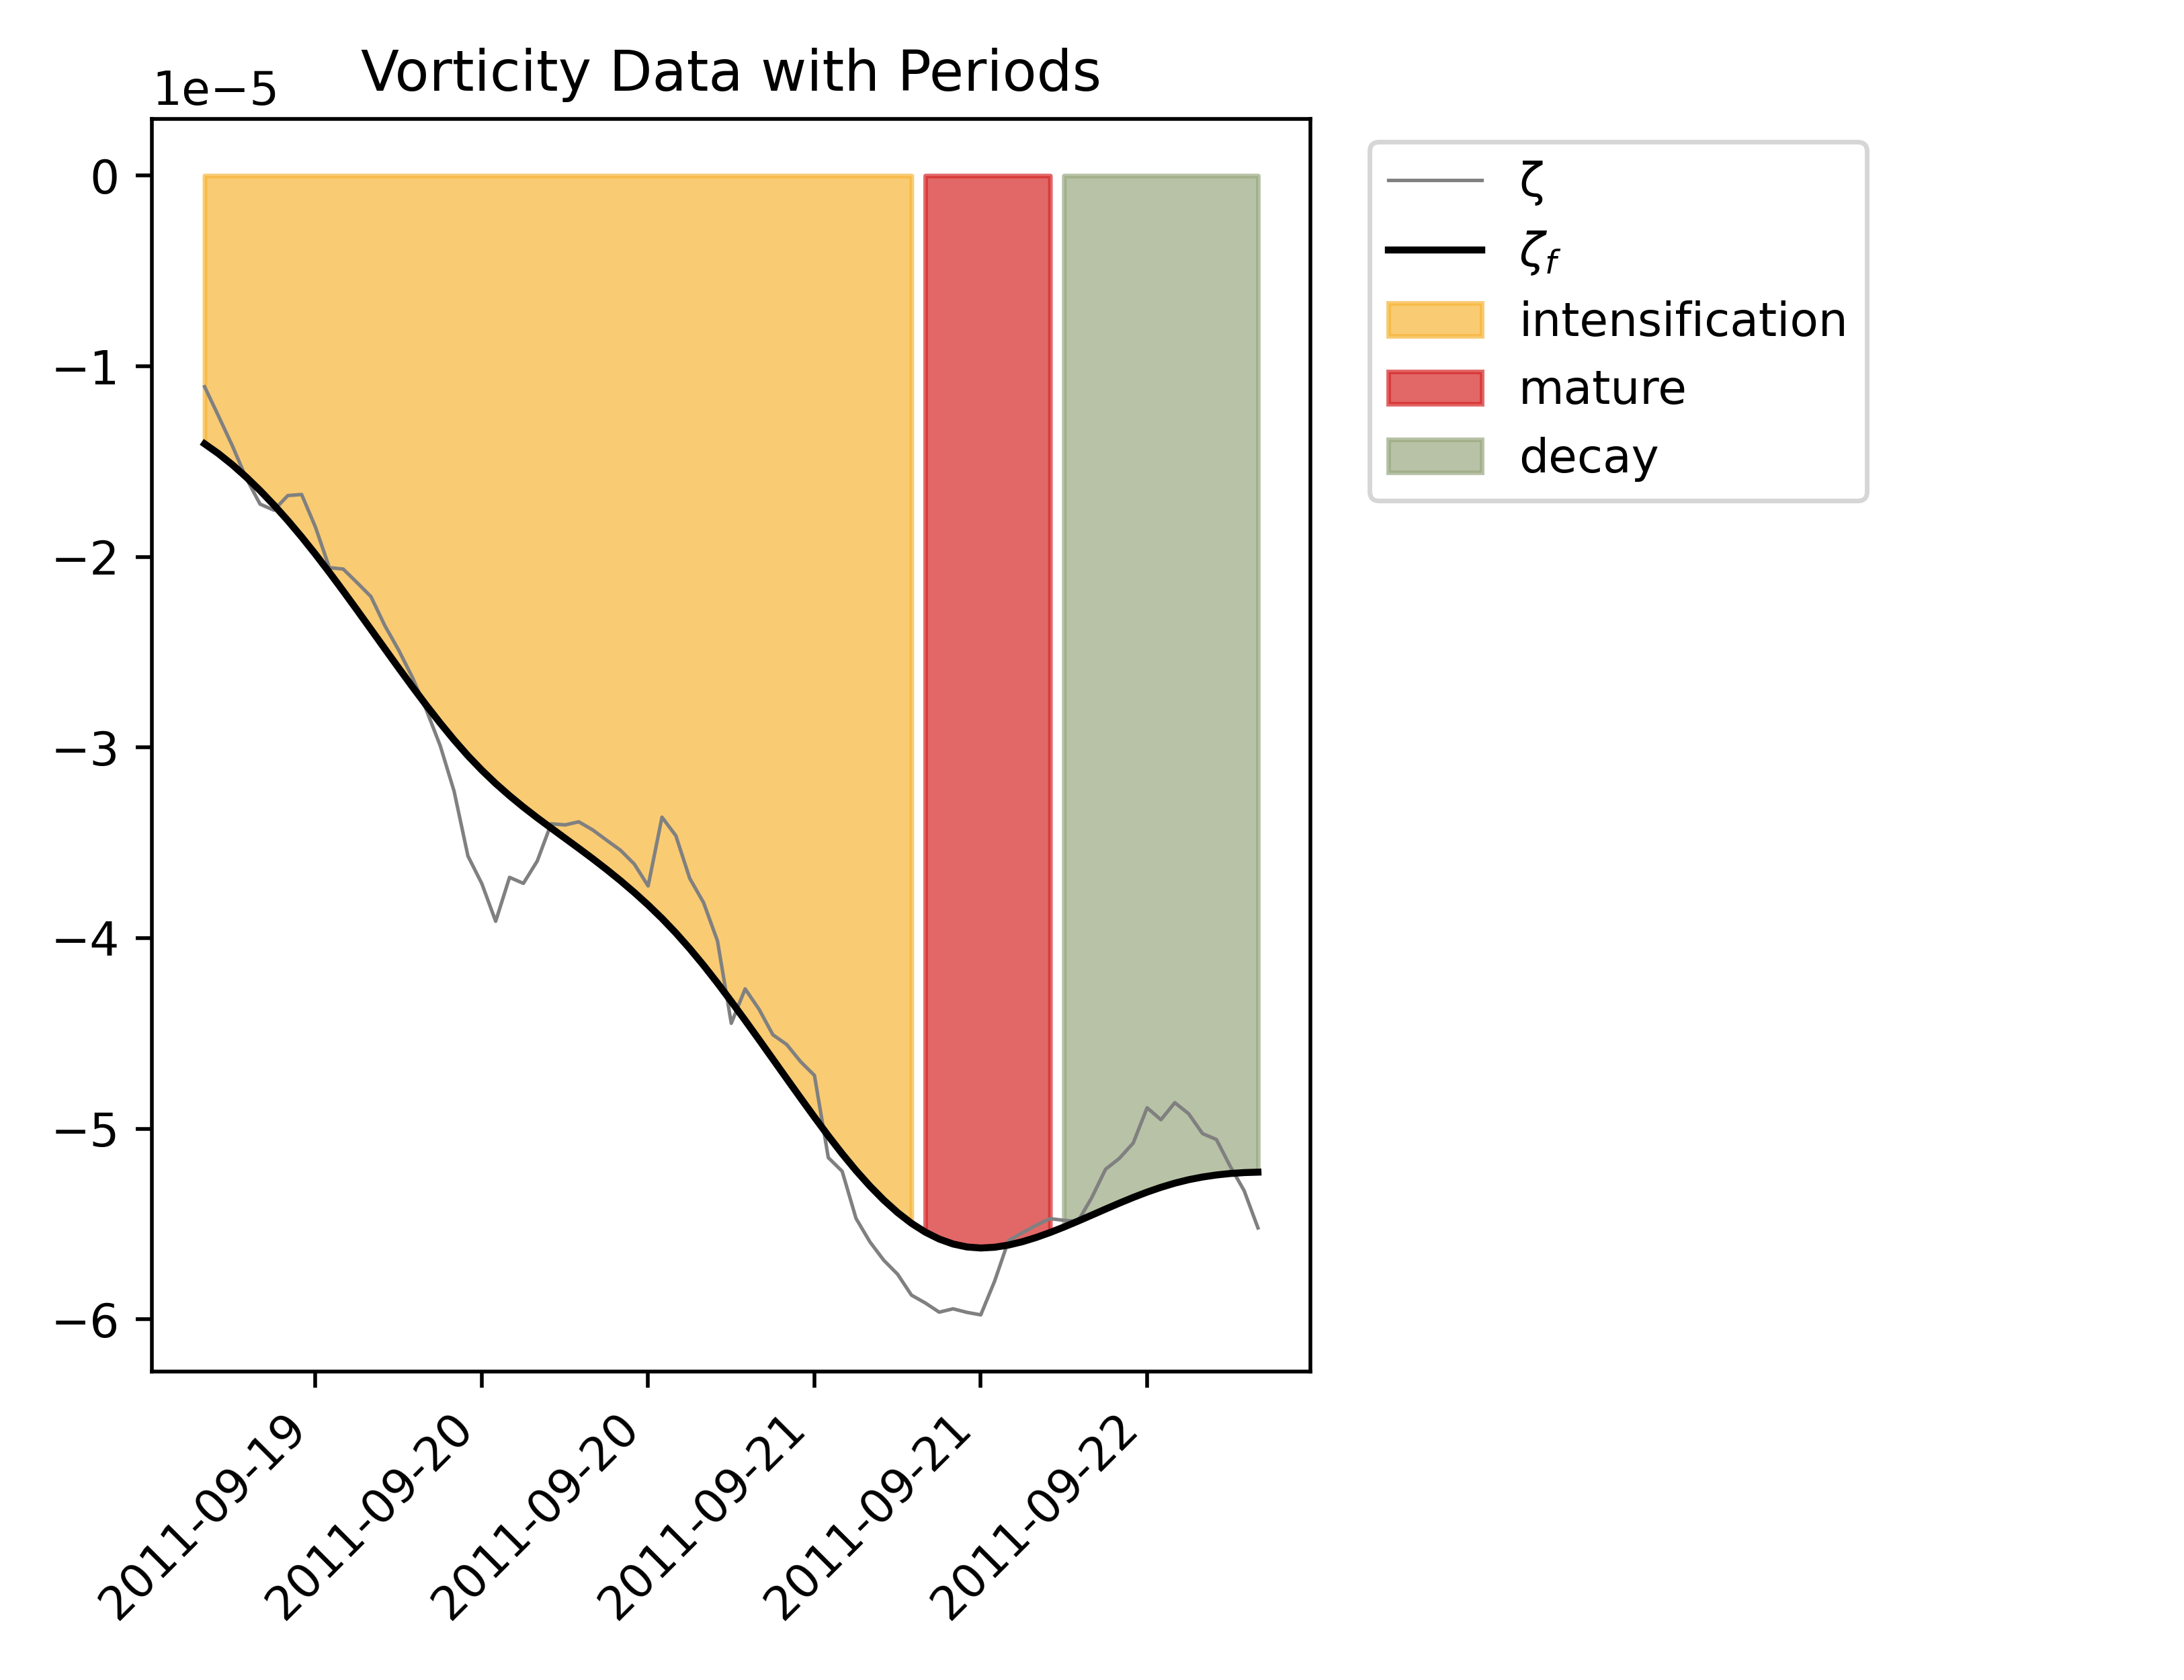 Vorticity Data with Periods
1e−5
0
−1
−2
−3
−4
−5
−6
2011-09-19
2011-09-20
2011-09-20
2011-09-21
2011-09-21
2011-09-22
ζ
ζf
intensification
mature
decay